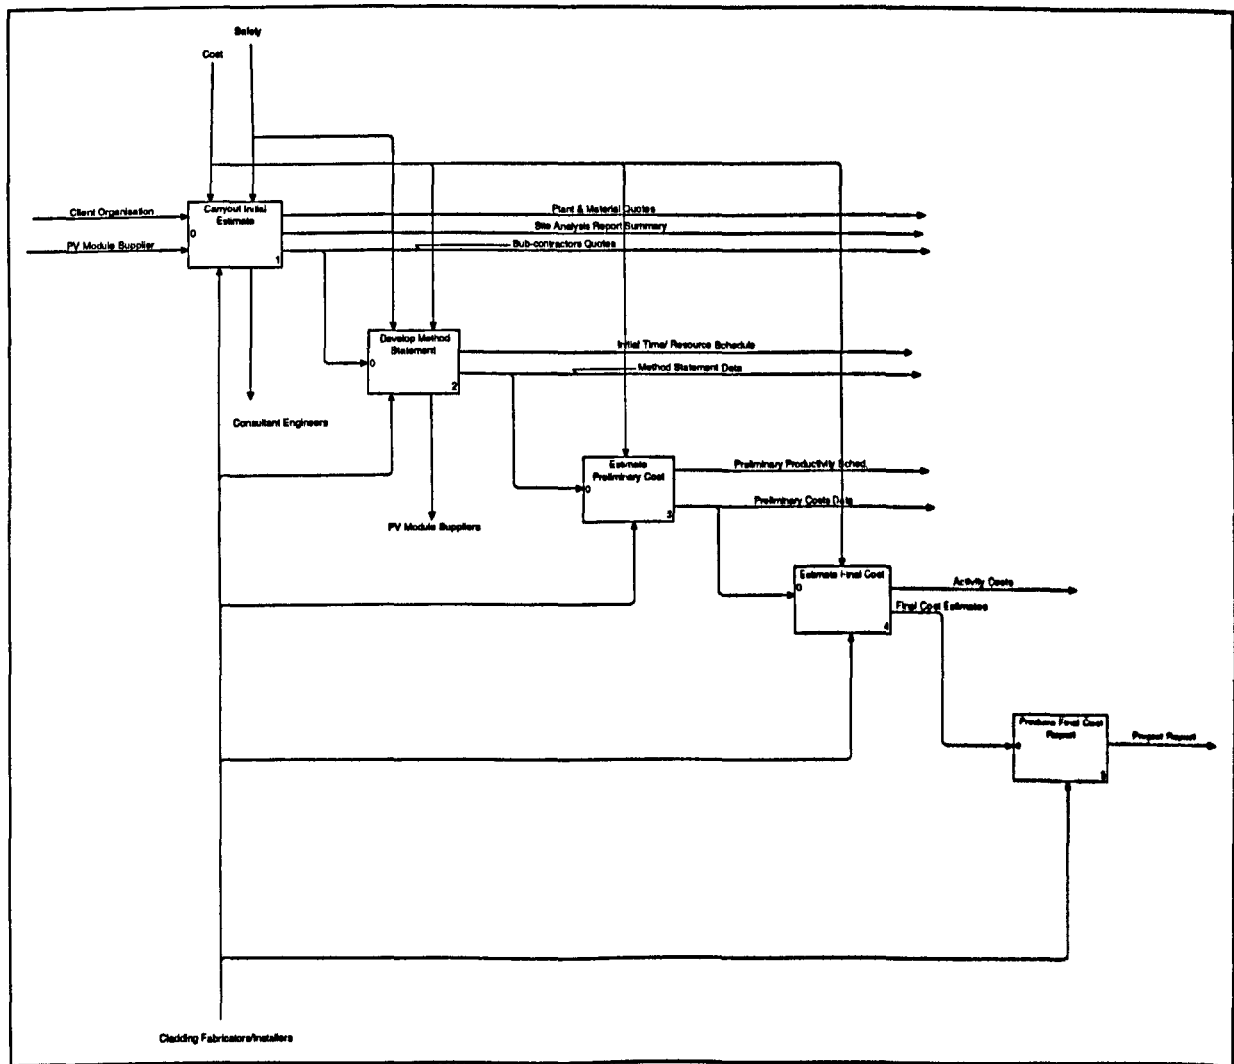 Safety
Cost
Client Organisation
Carryout Initial
Estimate
0
1
PV Module Supplier
Plant & Material Quotes
Site Analysis Report Summary
Sub-contractors Quotes
Develop Method
Statement
0
2
Initial Time/ Resource Schedule
Method Statement Data
Consultant Engineers
Estimate
Preliminary Cost
0
3
Preliminary Productivity Sched.
Preliminary Costs Data
PV Module Suppliers
Estimate Final Cost
0
4
Activity Costs
Final Cost Estimates
Produce Final Cost
Report
0
5
Project Report
Cladding Fabricators/Installers